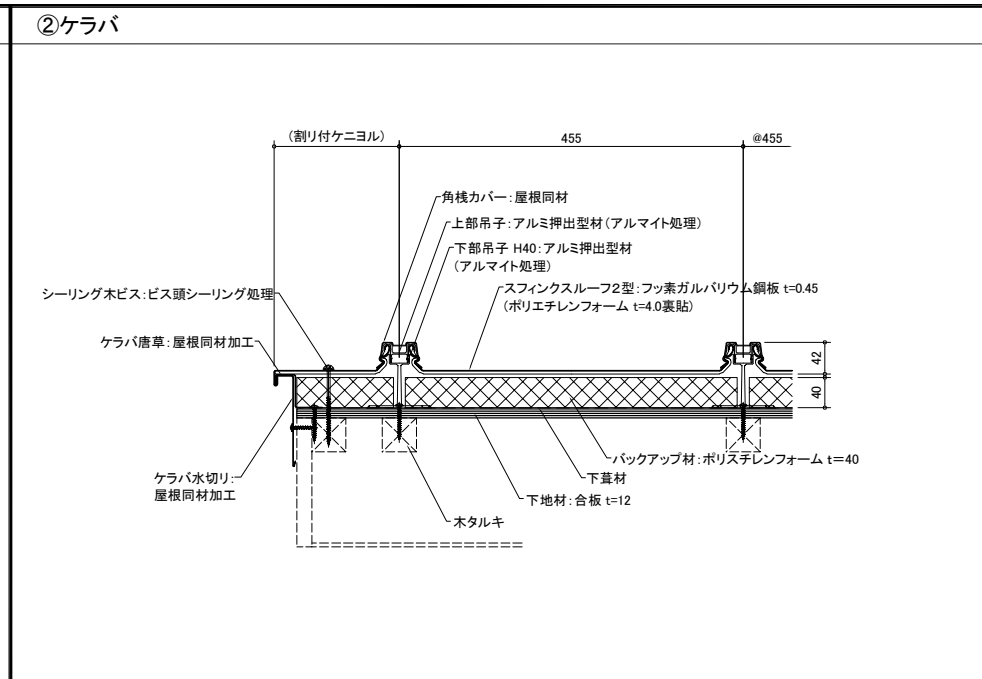 ②ケラバ
(割リ付ケニヨル)
455
@455
角桟カバー：屋根同材
上部吊子：アルミ押出型材(アルマイト処理)
下部吊子 H40：アルミ押出型材
(アルマイト処理)
シーリング木ビス：ビス頭シーリング処理
スフィンクスルーフ2型：フッ素ガルバリウム鋼板 t=0.45
(ポリエチレンフォーム t=4.0裏貼)
ケラバ唐草：屋根同材加工
42
40
バックアップ材：ポリスチレンフォーム t=40
ケラバ水切リ：
屋根同材加工
下葺材
下地材：合板 t=12
木タルキ